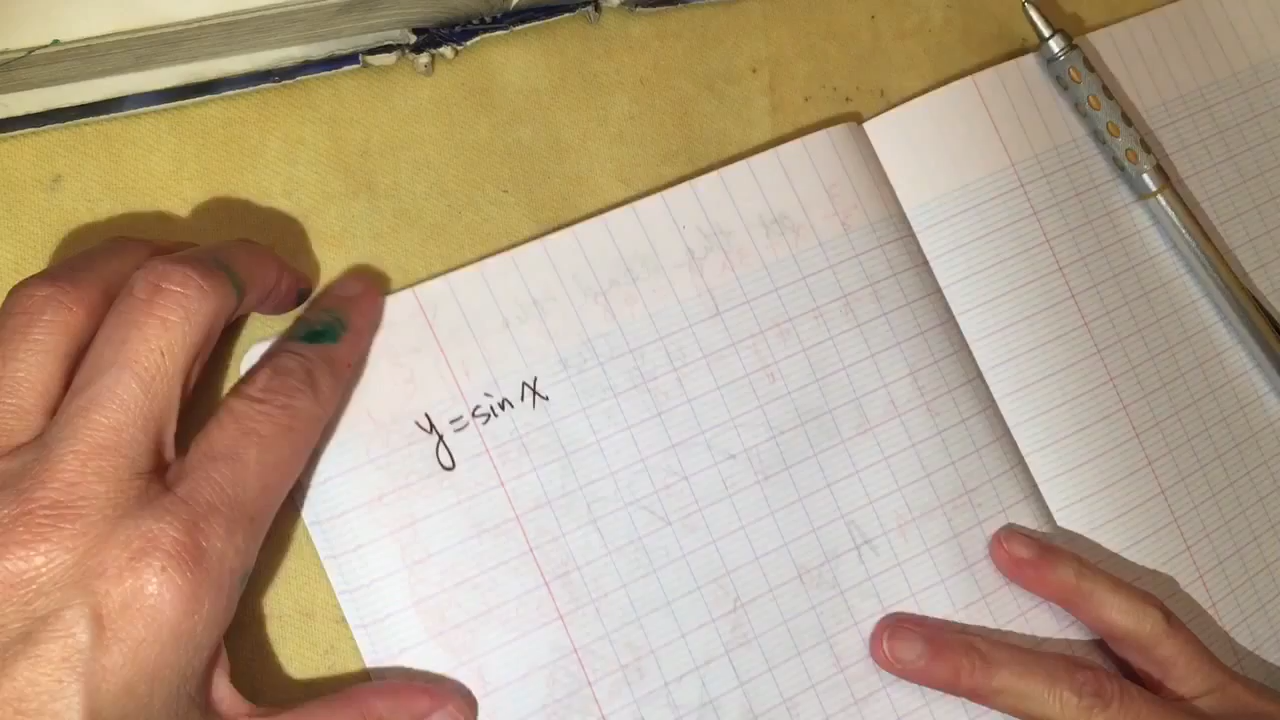 y = sin x